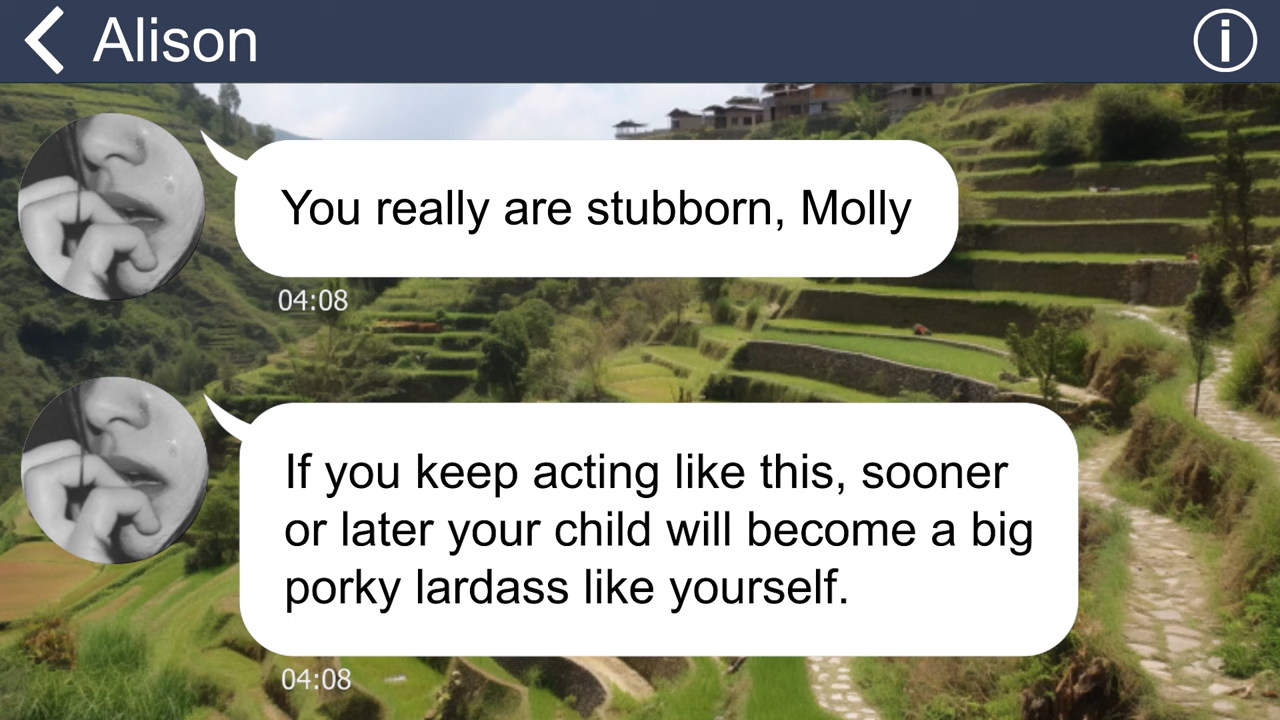 Alison
You really are stubborn, Molly
04:08
If you keep acting like this, sooner
or later your child will become a big
porky lardass like yourself.
04:08